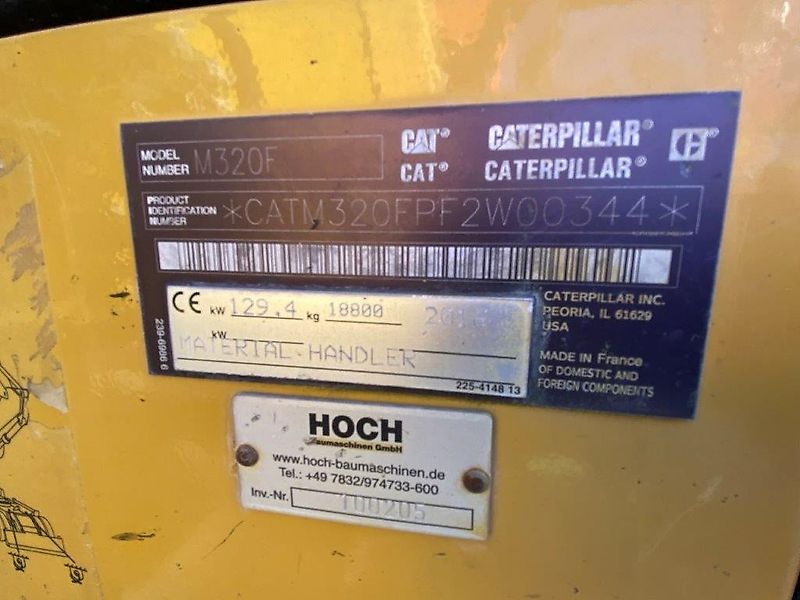 MODEL NUMBER M320F
CAT® CATERPILLAR®
CAT® CATERPILLAR®
PRODUCT IDENTIFICATION NUMBER *CATM320FPF2W00344*
CE kW 129.4 kg 18800
kW
MATERIAL HANDLER
239-6986 6
225-4148 13
CATERPILLAR INC.
PEORIA, IL 61629
USA
MADE IN France
OF DOMESTIC AND
FOREIGN COMPONENTS
HOCH
Baumaschinen GmbH
www.hoch-baumaschinen.de
Tel.: +49 7832/974733-600
Inv.-Nr. 100205